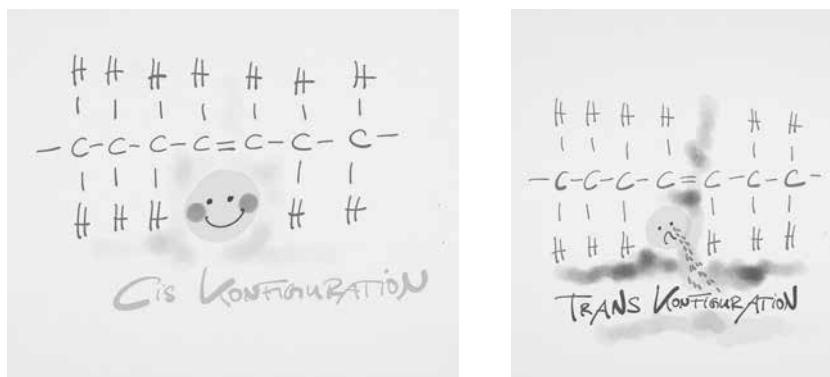 H H H H H H H
- C - C - C - C = C - C - C -
H H H H H
Cis KONFIGURATION
H H H H H H
- C - C - C - C = C - C - C -
H H H H H H
TRANS KONFIGURATION